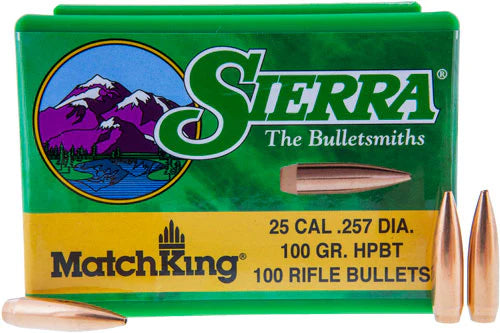 SIERRA®
The Bulletsmiths
25 CAL .257 DIA.
100 GR. HPBT
MatchKing®
100 RIFLE BULLETS